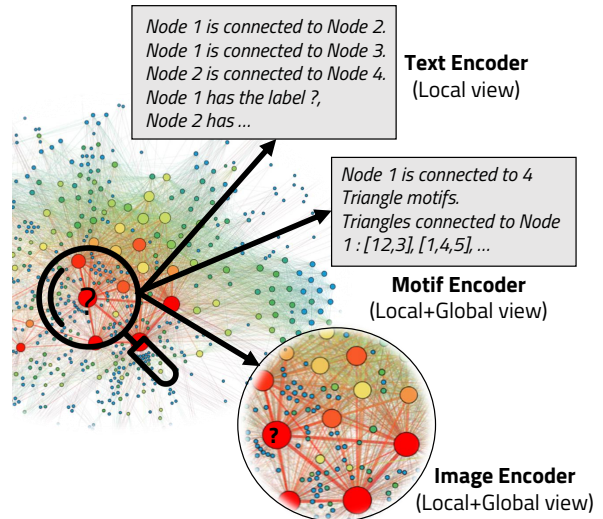 Node 1 is connected to Node 2.
Node 1 is connected to Node 3.
Node 2 is connected to Node 4.
Node 1 has the label ?,
Node 2 has ...
Text Encoder
(Local view)
Node 1 is connected to 4
Triangle motifs.
Triangles connected to Node
1 : [12,3], [1,4,5], ...
Motif Encoder
(Local+Global view)
?
?
Image Encoder
(Local+Global view)